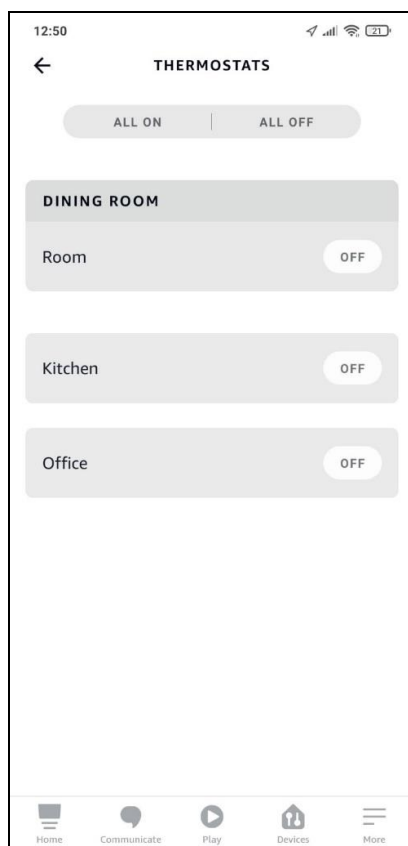 12:50 21
THERMOSTATS
ALL ON ALL OFF
DINING ROOM
Room OFF
Kitchen OFF
Office OFF
Home Communicate Play Devices More